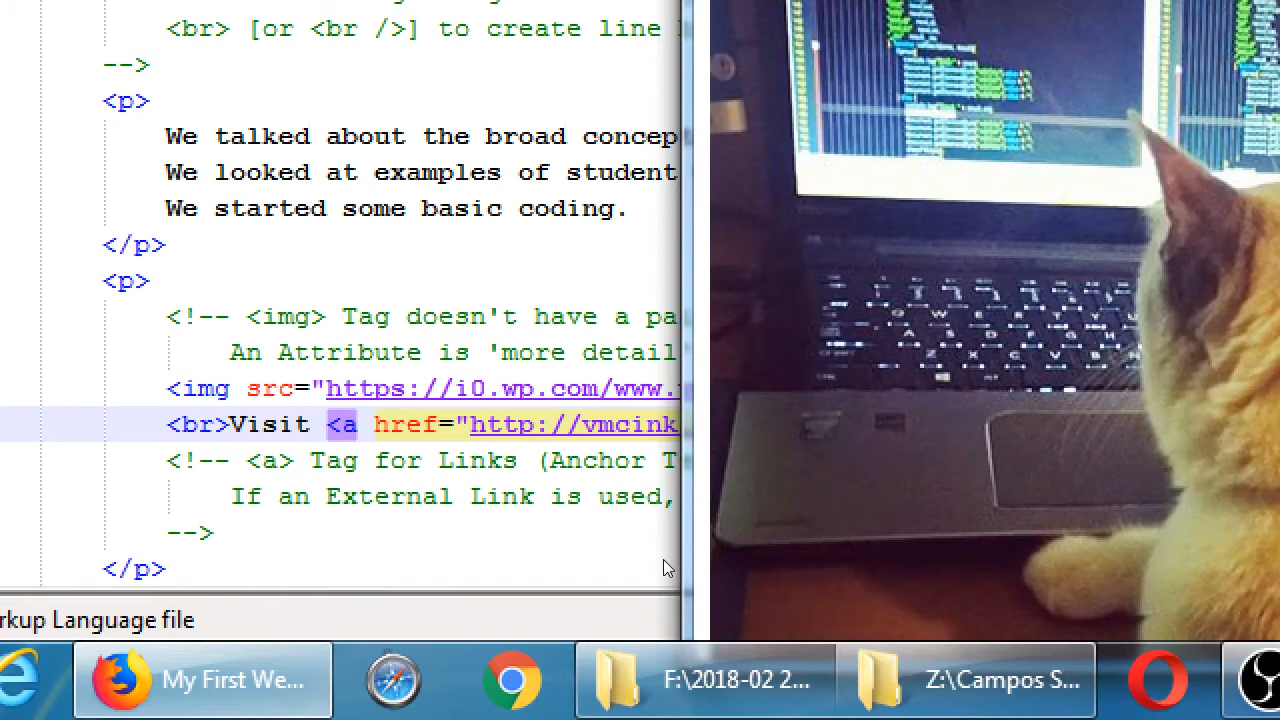 <br> [or <br />] to create line
-->
<p>
We talked about the broad concep
We looked at examples of student
We started some basic coding.
</p>
<p>
<!-- <img> Tag doesn't have a pa
An Attribute is 'more detail
<img src="https://i0.wp.com/www.
<br>Visit <a href="http://vmcink
<!-- <a> Tag for Links (Anchor T
If an External Link is used,
-->
</p>
rkup Language file
My First We... F:\2018-02 2... Z:\Campos S...